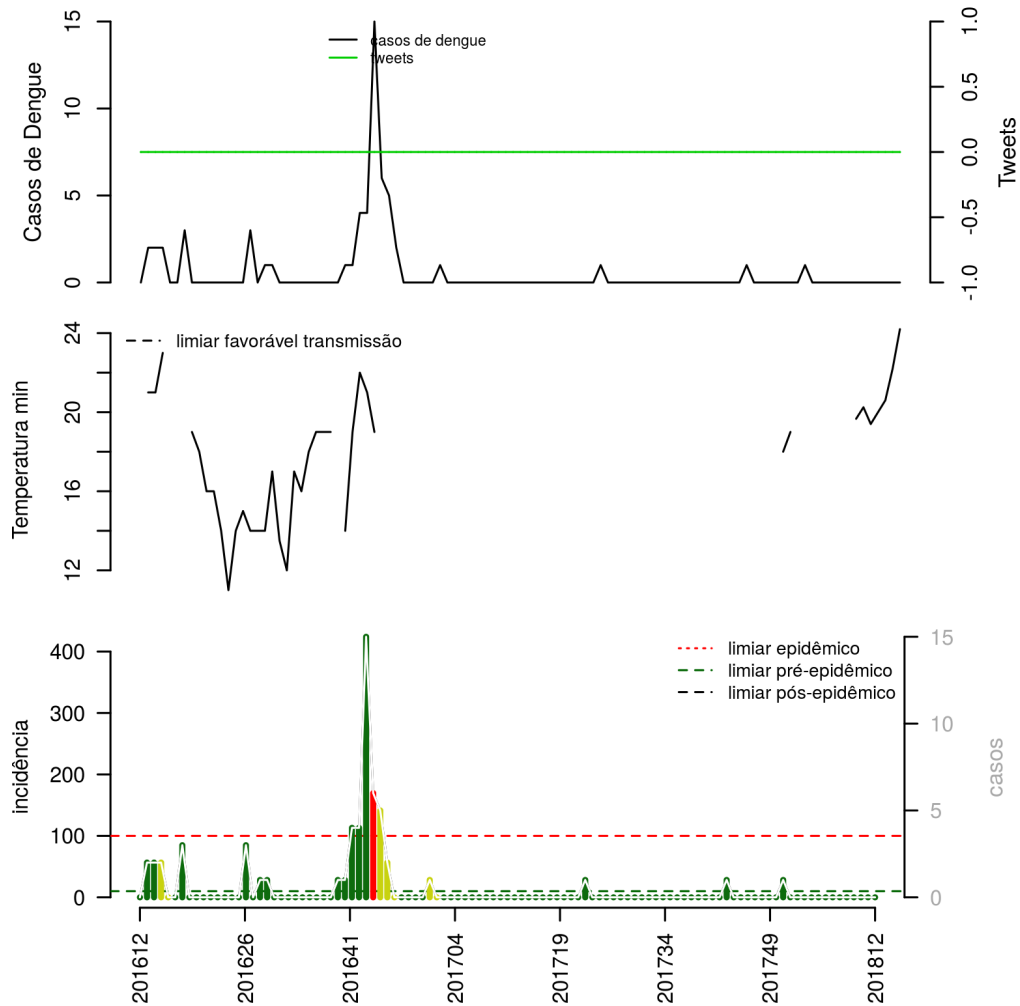 15
10
5
0
Casos de Dengue
casos de dengue
tweets
1.0
0.5
0.0
-0.5
-1.0
Tweets
24
20
16
12
Temperatura min
limiar favorável transmissão
400
300
200
100
0
incidência
limiar epidêmico
limiar pré-epidêmico
limiar pós-epidêmico
15
10
5
0
casos
201612
201626
201641
201704
201719
201734
201749
201812